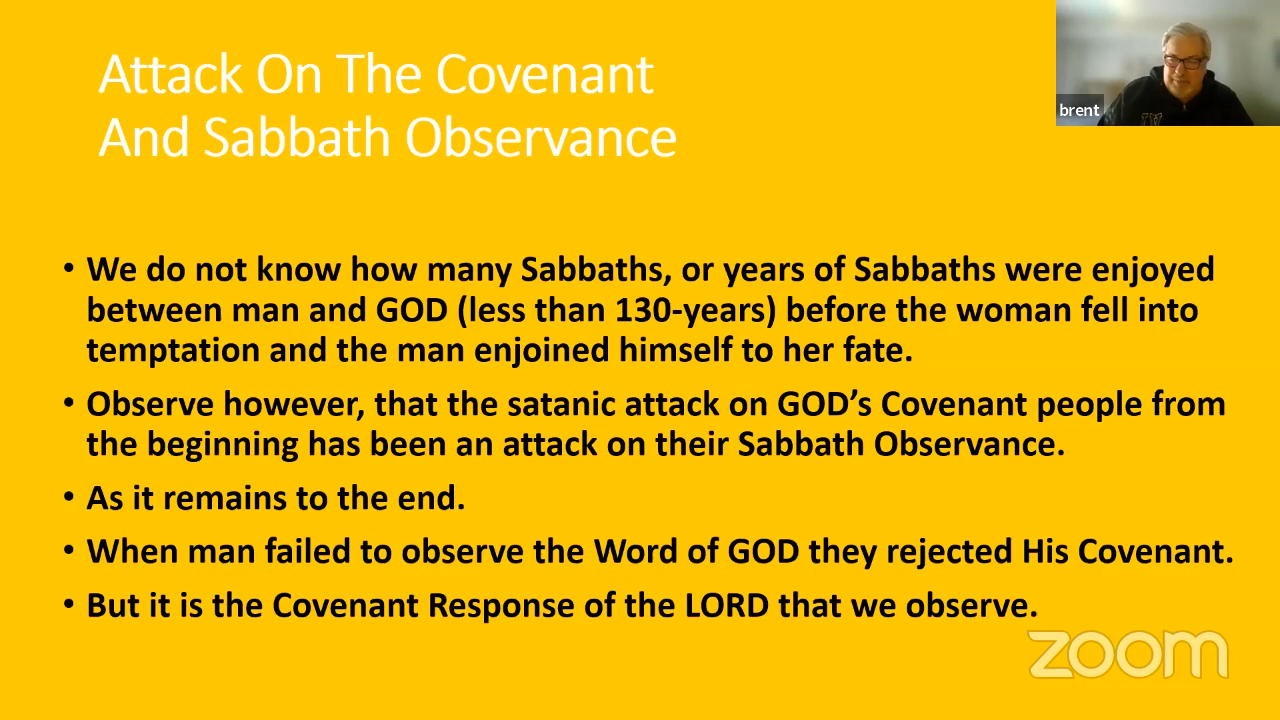 Attack On The Covenant
And Sabbath Observance
brent
• We do not know how many Sabbaths, or years of Sabbaths were enjoyed
between man and GOD (less than 130-years) before the woman fell into
temptation and the man enjoined himself to her fate.
• Observe however, that the satanic attack on GOD’s Covenant people from
the beginning has been an attack on their Sabbath Observance.
• As it remains to the end.
• When man failed to observe the Word of GOD they rejected His Covenant.
• But it is the Covenant Response of the LORD that we observe.
zoom